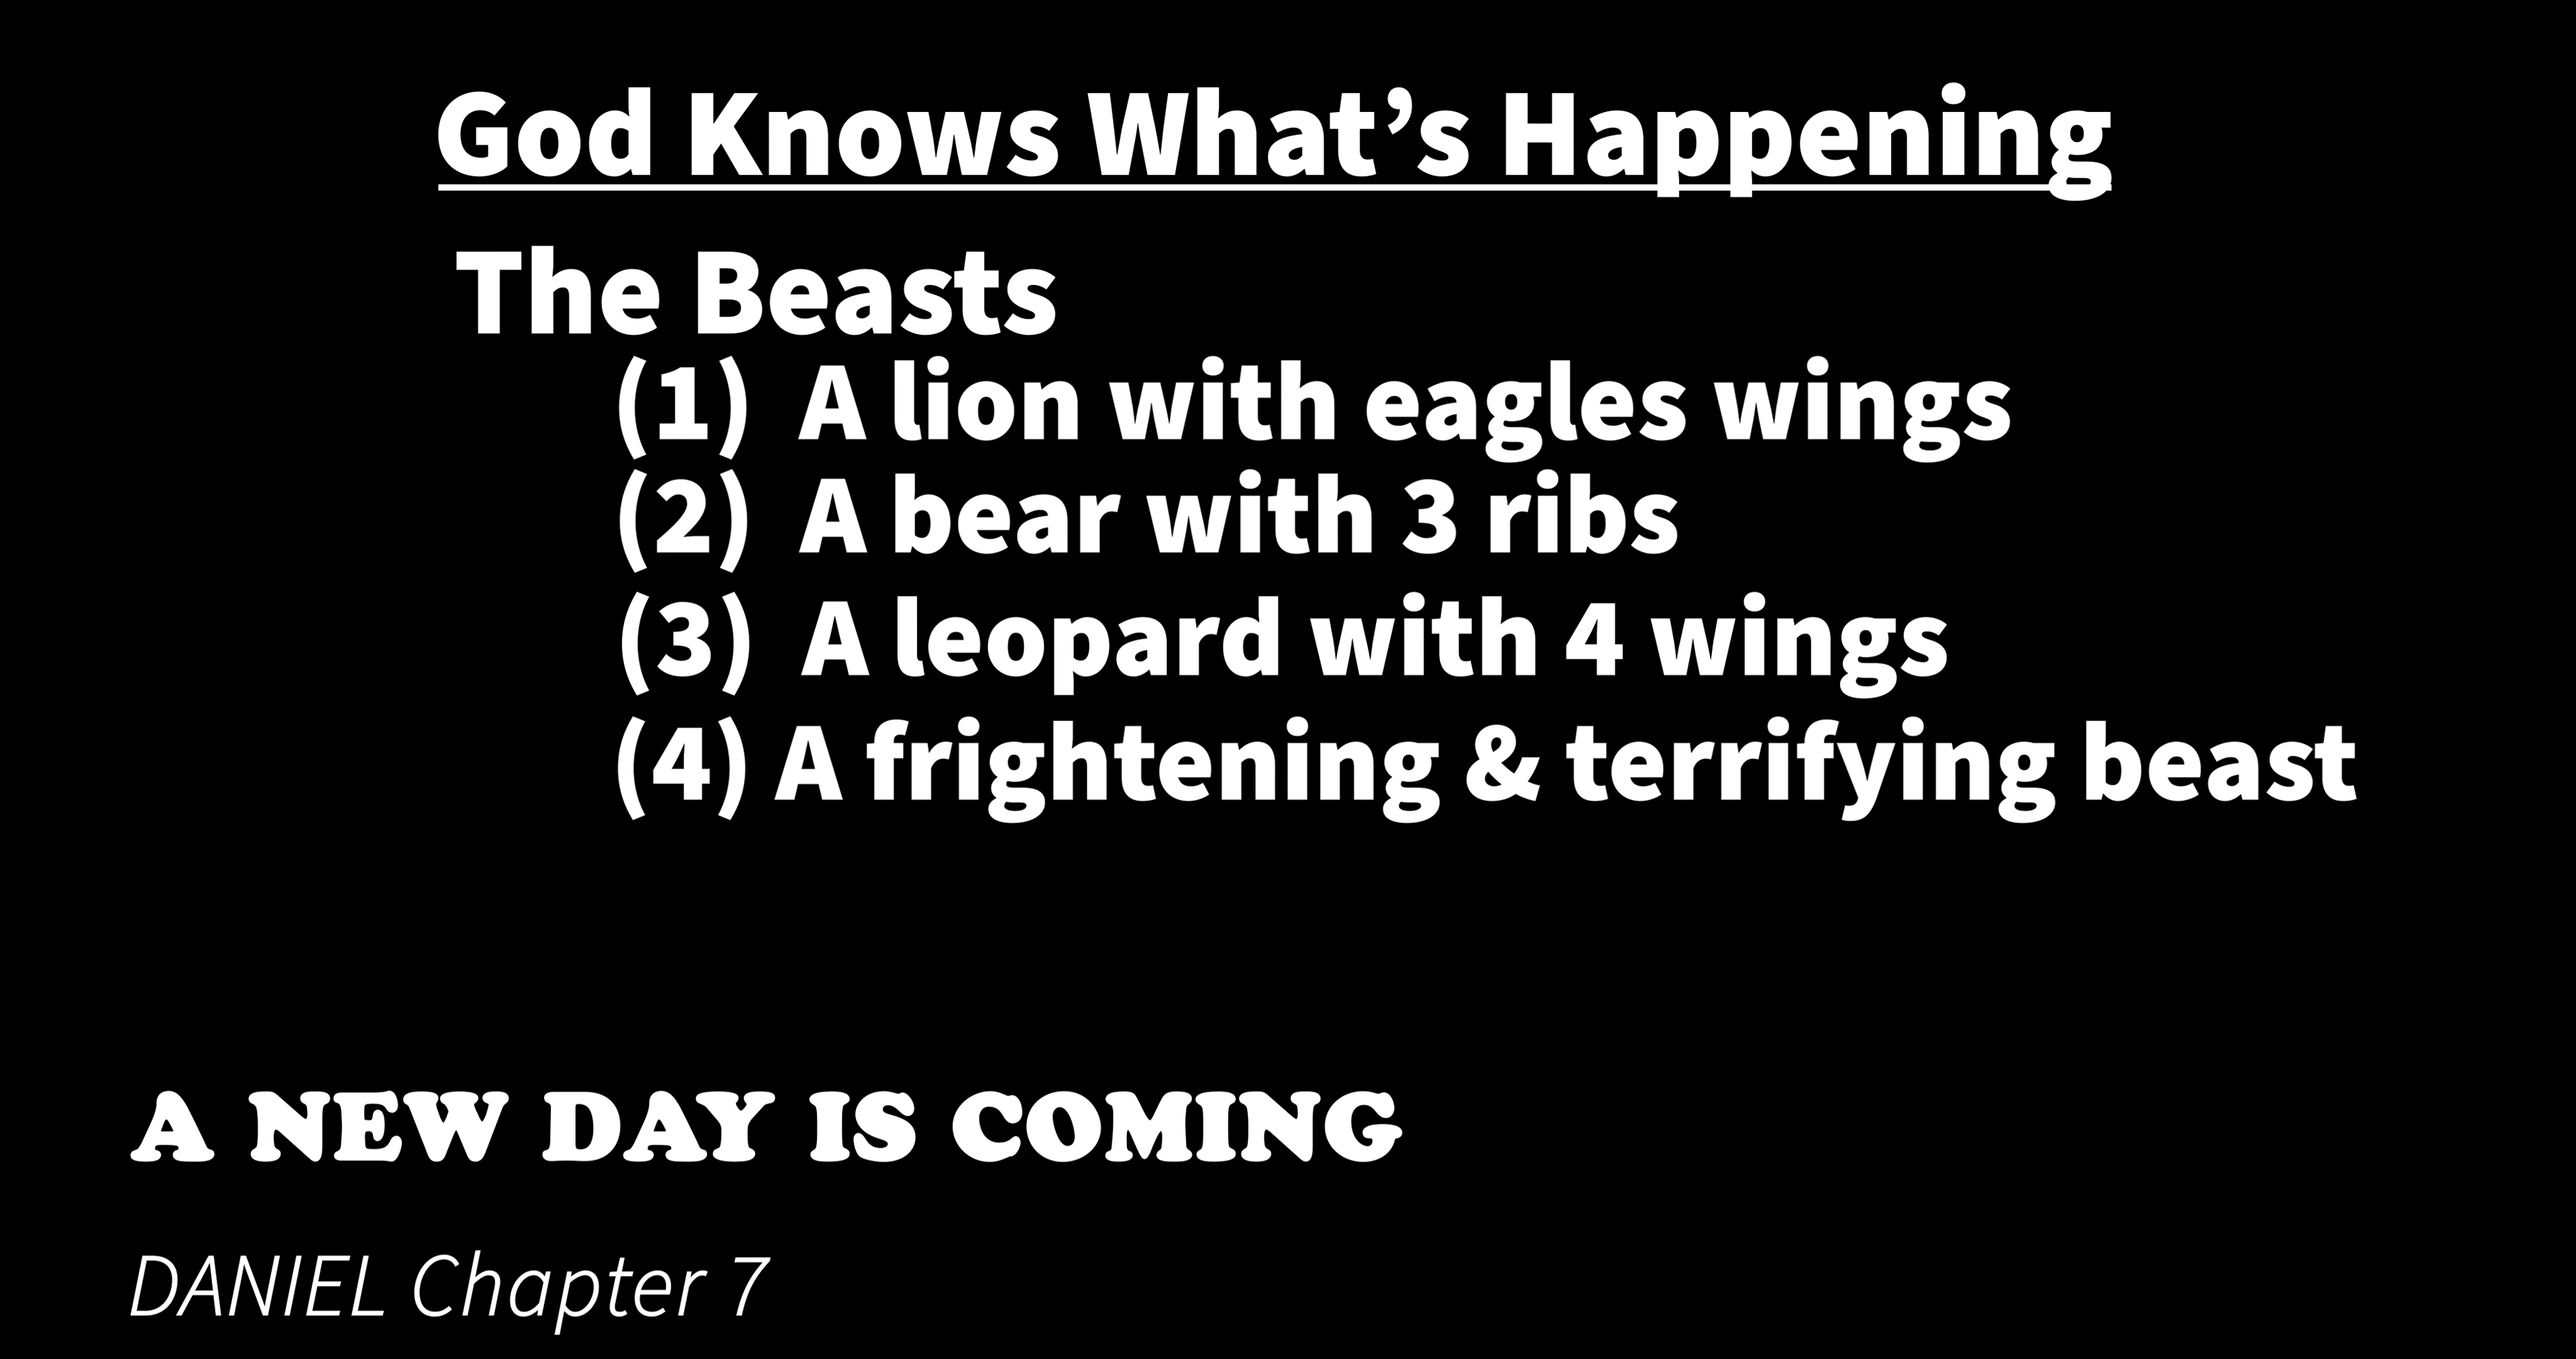 God Knows What’s Happening
The Beasts
(1) A lion with eagles wings
(2) A bear with 3 ribs
(3) A leopard with 4 wings
(4) A frightening & terrifying beast
A NEW DAY IS COMING
DANIEL Chapter 7